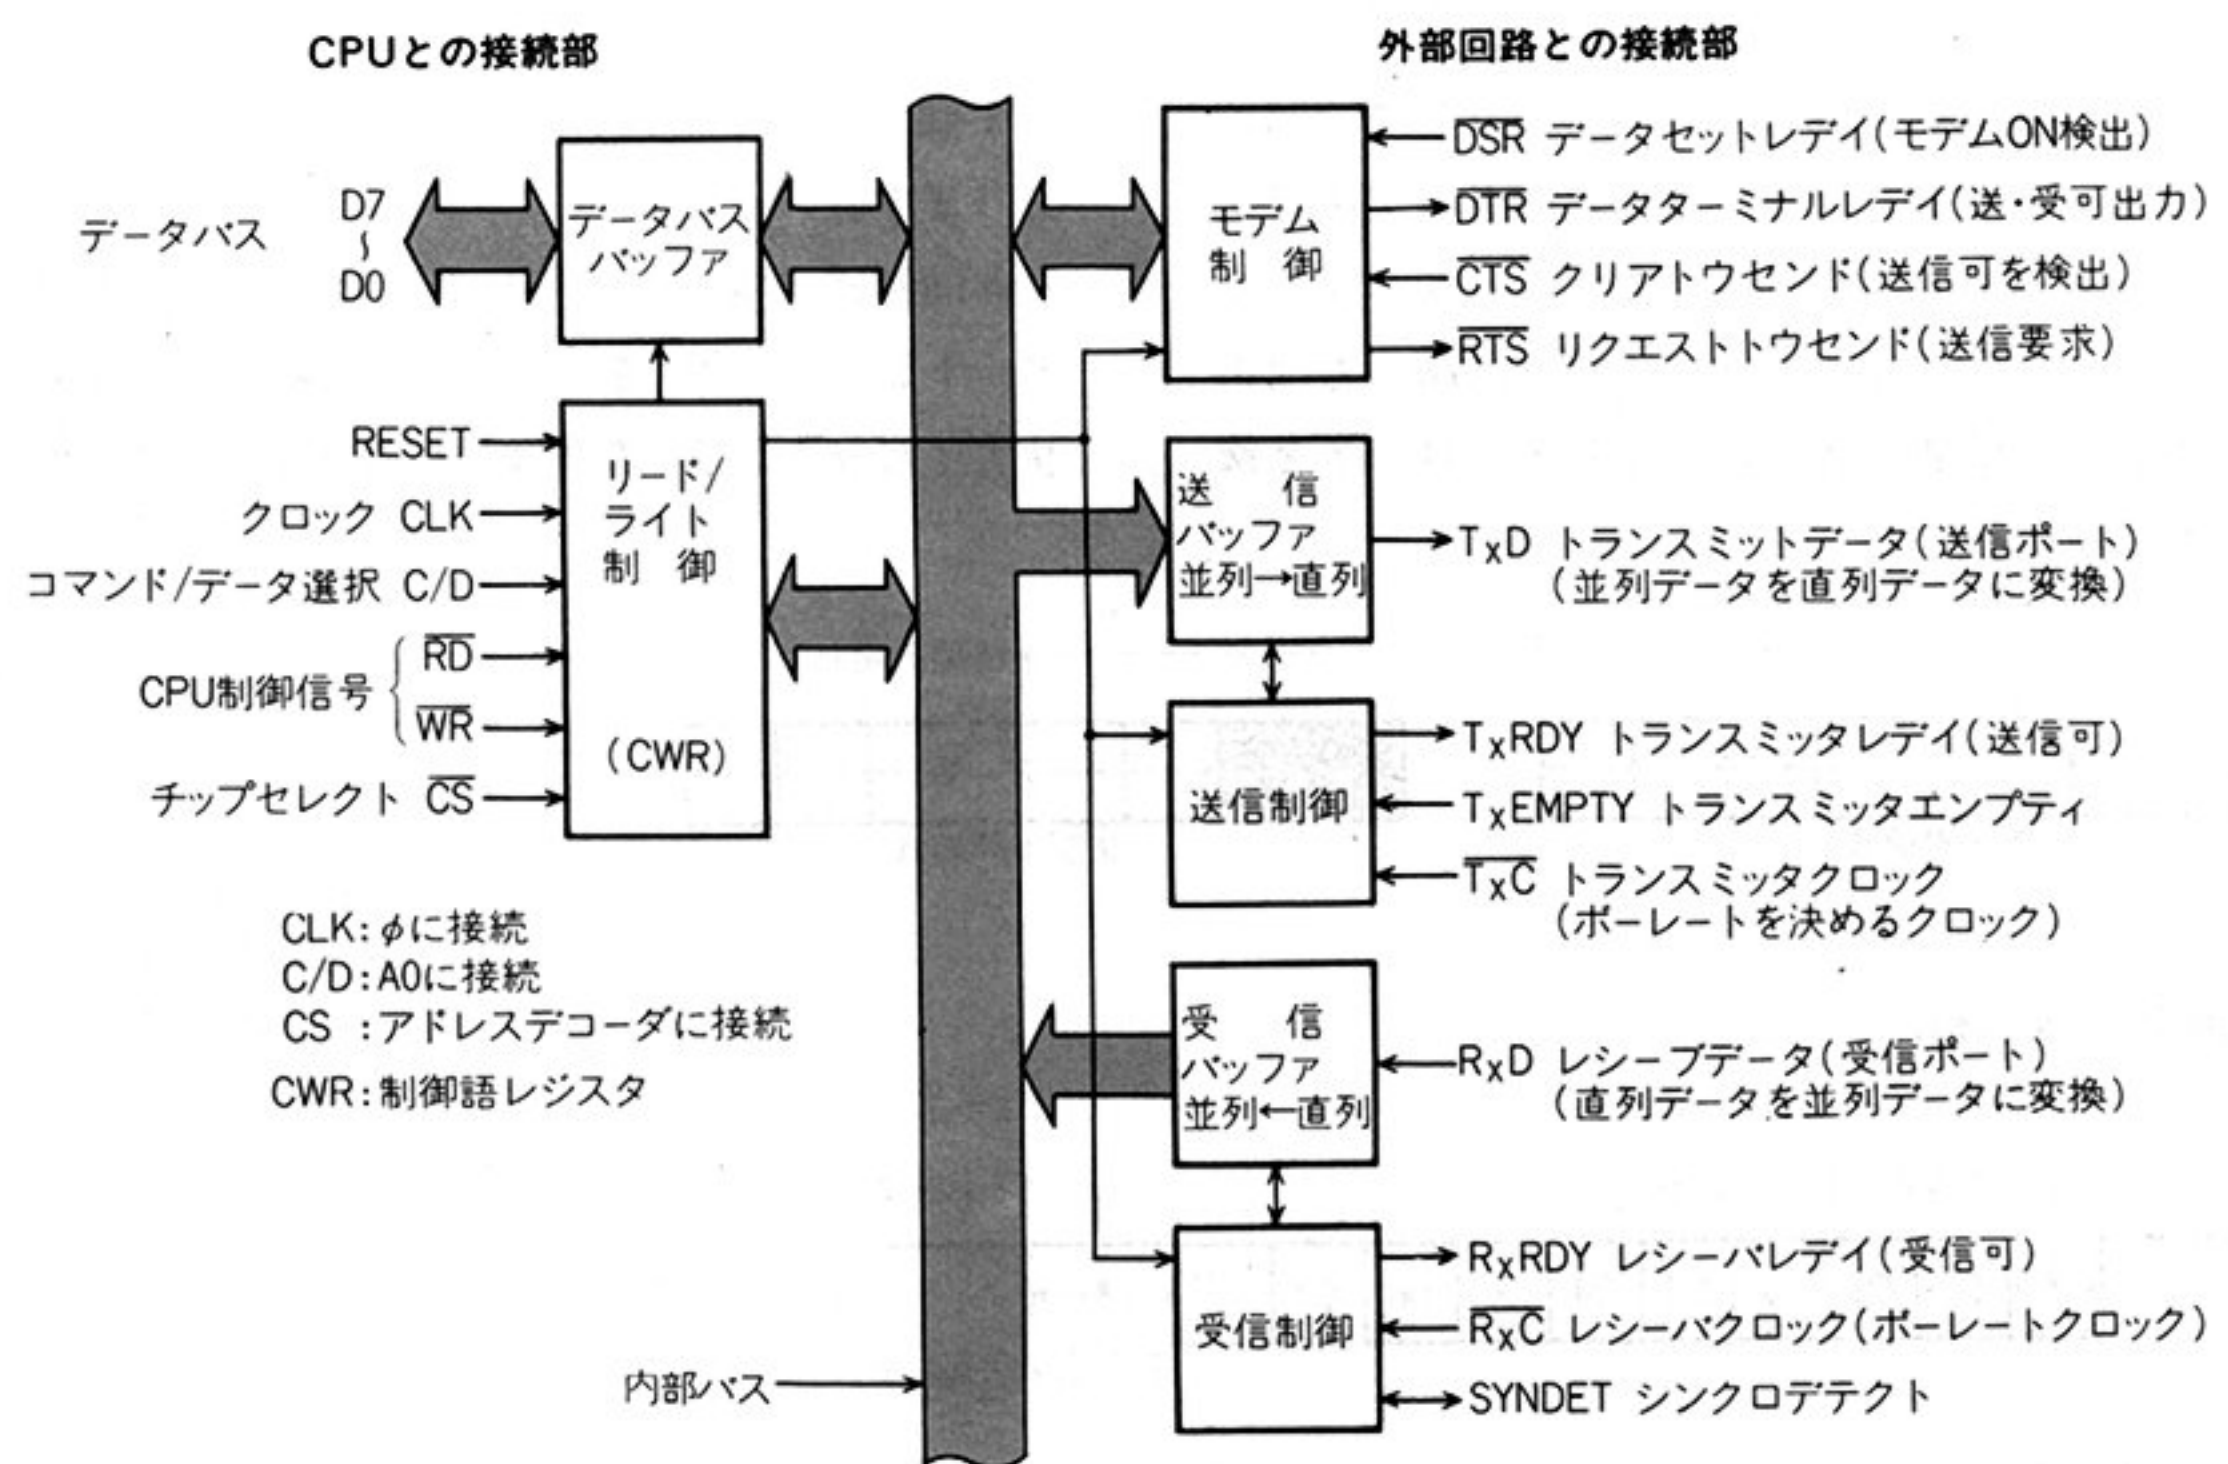 CPUとの接続部
外部回路との接続部
データバス
D7
〜
D0
データバス
バッファ
RESET
クロック CLK
コマンド/データ選択 C/D
CPU制御信号
RD
WR
チップセレクト CS
リード/
ライト
制 御
(CWR)
CLK:φに接続
C/D:A0に接続
CS :アドレスデコーダに接続
CWR:制御語レジスタ
内部バス
モデム
制 御
DSR データセットレデイ(モデムON検出)
DTR データターミナルレデイ(送・受可出力)
CTS クリアトウセンド(送信可を検出)
RTS リクエストトウセンド(送信要求)
送 信
バッファ
並列→直列
TxD トランスミットデータ(送信ポート)
(並列データを直列データに変換)
送信制御
TxRDY トランスミッタレデイ(送信可)
TxEMPTY トランスミッタエンプティ
TxC トランスミッタクロック
(ボーレートを決めるクロック)
受 信
バッファ
並列←直列
RxD レシーブデータ(受信ポート)
(直列データを並列データに変換)
受信制御
RxRDY レシーバレデイ(受信可)
RxC レシーバクロック(ボーレートクロック)
SYNDET シンクロデテクト